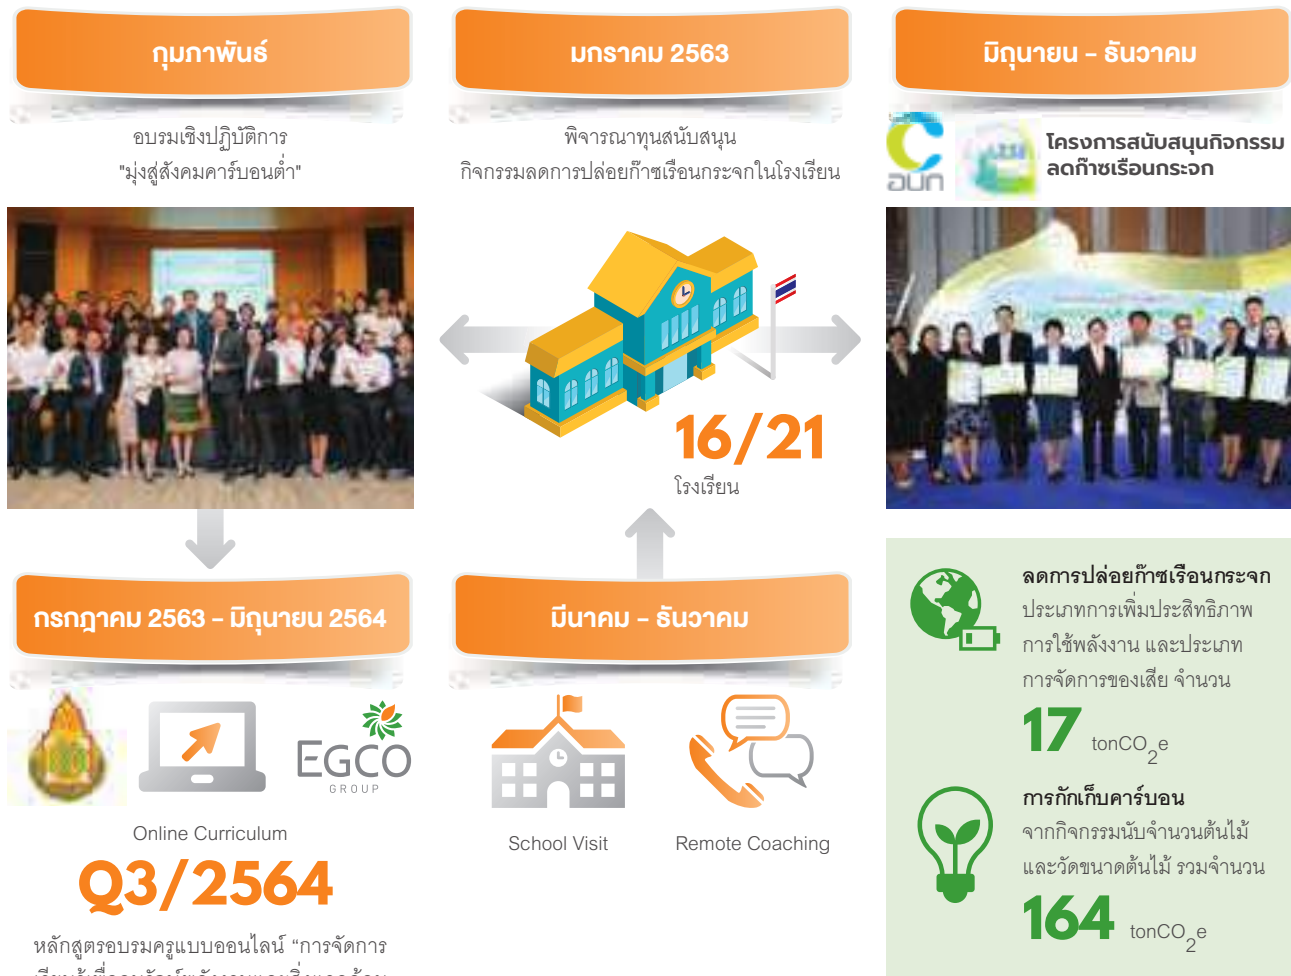 กุมภาพันธ์
อบรมเชิงปฏิบัติการ
"มุ่งสู่สังคมคาร์บอนต่ำ"
มกราคม 2563
พิจารณาทุนสนับสนุน
กิจกรรมลดการปล่อยก๊าซเรือนกระจกในโรงเรียน
16/21
โรงเรียน
มิถุนายน - ธันวาคม
อบก
โครงการสนับสนุนกิจกรรม
ลดก๊าซเรือนกระจก
กรกฎาคม 2563 - มิถุนายน 2564
EGCO
GROUP
Online Curriculum
Q3/2564
หลักสูตรอบรมครูแบบออนไลน์ “การจัดการ
มีนาคม - ธันวาคม
School Visit
Remote Coaching
ลดการปล่อยก๊าซเรือนกระจก
ประเภทการเพิ่มประสิทธิภาพ
การใช้พลังงาน และประเภท
การจัดการของเสีย จำนวน
17 tonCO2e
การกักเก็บคาร์บอน
จากกิจกรรมนับจำนวนต้นไม้
และวัดขนาดต้นไม้ รวมจำนวน
164 tonCO2e